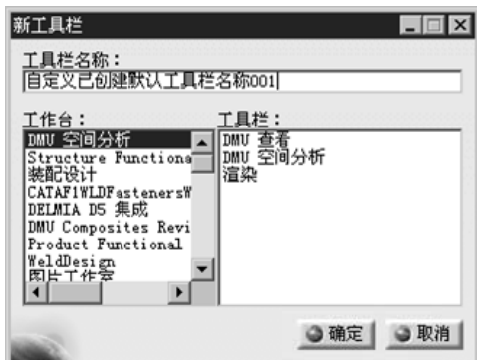 新工具栏
工具栏名称：
自定义已创建默认工具栏名称001
工作台：
DMU 空间分析
Structure Functiona
装配设计
CATAF1WLDFastenersW
DELMIA D5 集成
DMU Composites Revi
Product Functional
WeldDesign
图片工作室
工具栏：
DMU 查看
DMU 空间分析
渲染
确定
取消